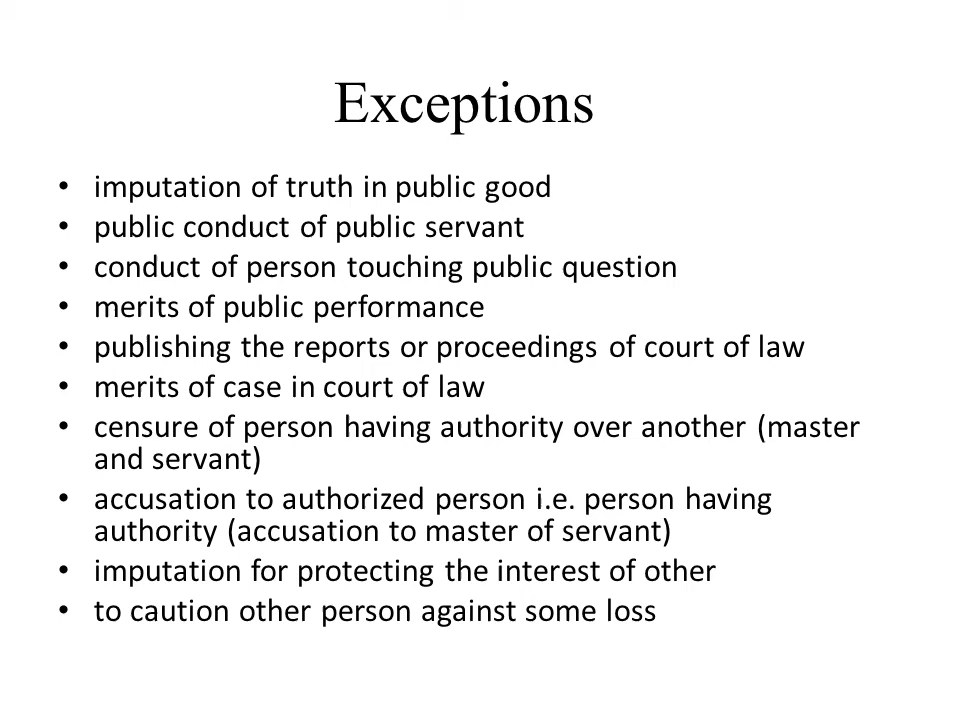 Exceptions
• imputation of truth in public good
• public conduct of public servant
• conduct of person touching public question
• merits of public performance
• publishing the reports or proceedings of court of law
• merits of case in court of law
• censure of person having authority over another (master
and servant)
• accusation to authorized person i.e. person having
authority (accusation to master of servant)
• imputation for protecting the interest of other
• to caution other person against some loss